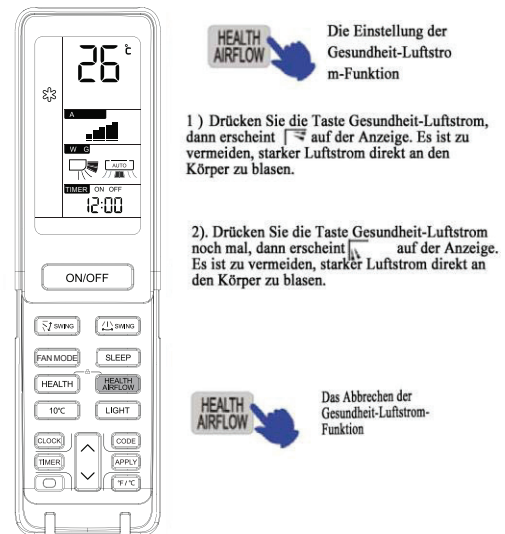 26°c
A
W G
AUTO
TIMER ON OFF
12:00
ON/OFF
SWING
SWING
FAN MODE
SLEEP
HEALTH
HEALTH
AIRFLOW
10℃
LIGHT
CLOCK
CODE
TIMER
APPLY
℉/℃
HEALTH
AIRFLOW
Die Einstellung der
Gesundheit-Luftstro
m-Funktion
1 ) Drücken Sie die Taste Gesundheit-Luftstrom,
dann erscheint auf der Anzeige. Es ist zu
vermeiden, starker Luftstrom direkt an den
Körper zu blasen.
2). Drücken Sie die Taste Gesundheit-Luftstrom
noch mal, dann erscheint auf der Anzeige.
Es ist zu vermeiden, starker Luftstrom direkt an
den Körper zu blasen.
HEALTH
AIRFLOW
Das Abbrechen der
Gesundheit-Luftstrom-
Funktion